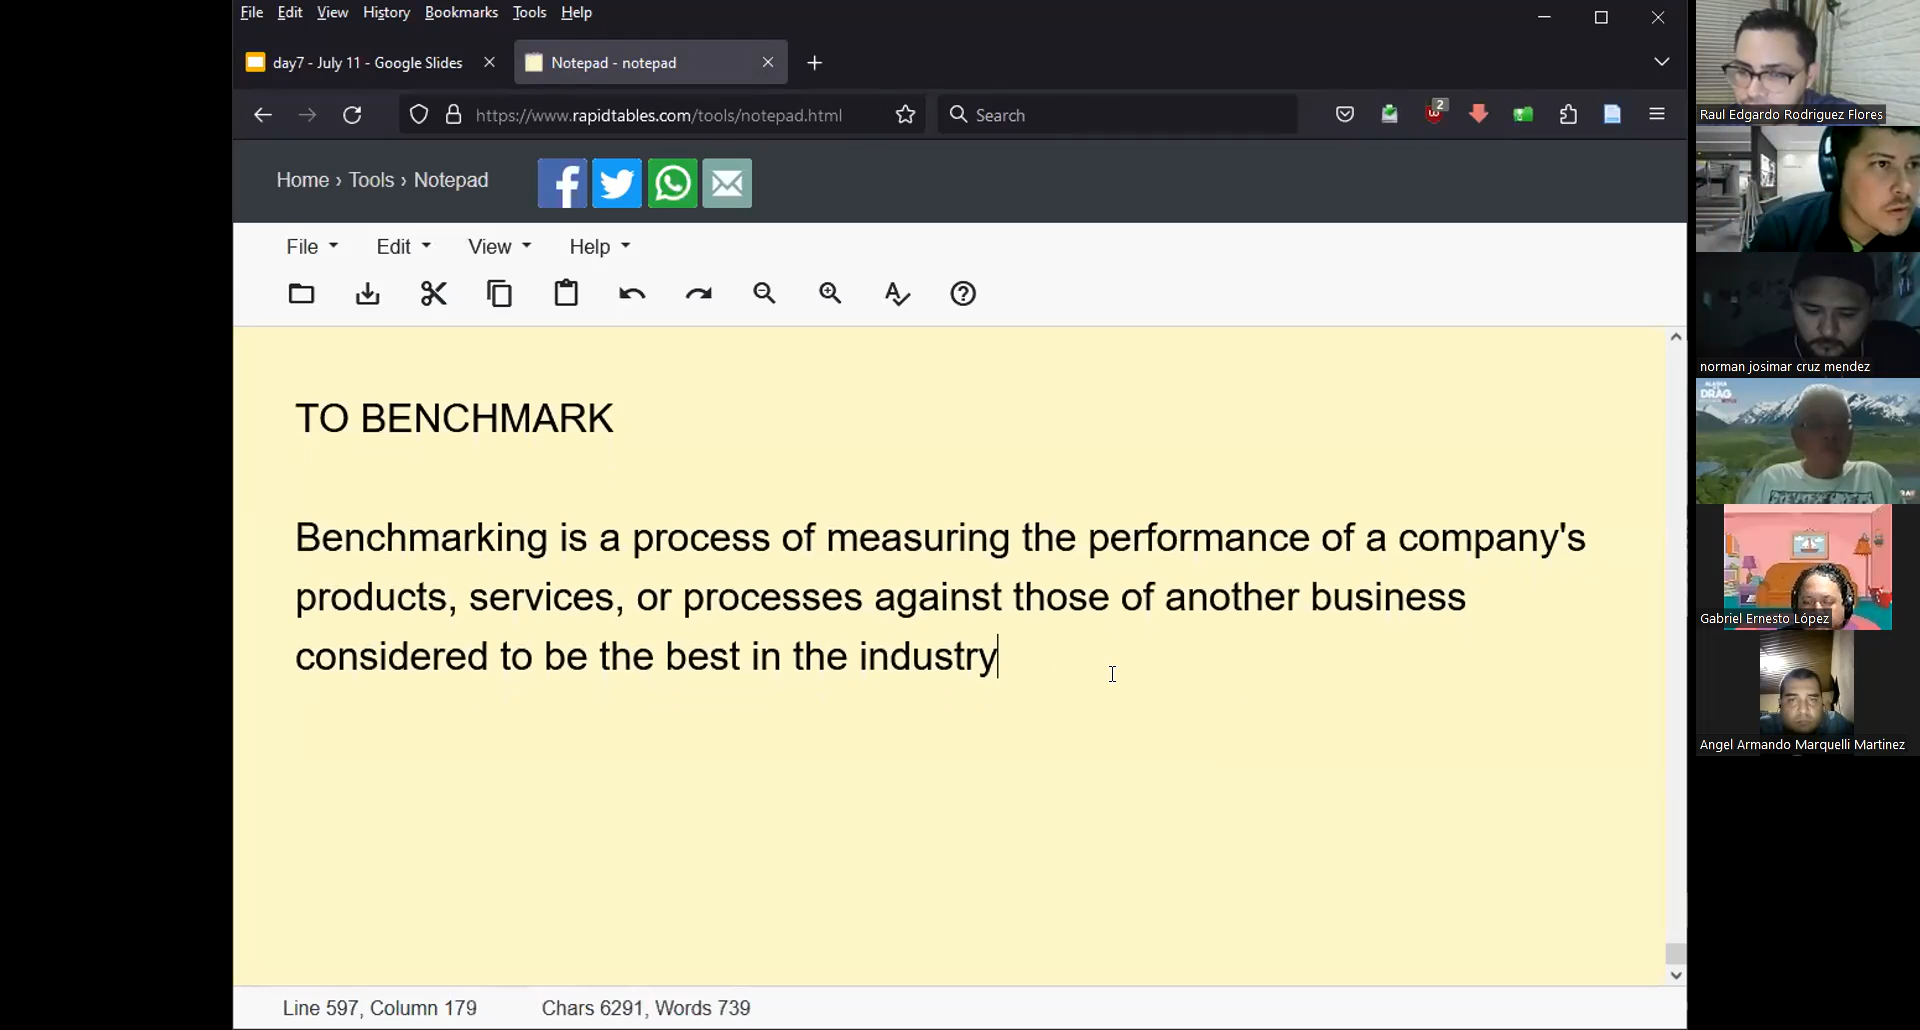 File Edit View History Bookmarks Tools Help
day7 - July 11 - Google Slides
Notepad - notepad
https://www.rapidtables.com/tools/notepad.html
Search
2
Home › Tools › Notepad
File Edit View Help
TO BENCHMARK
Benchmarking is a process of measuring the performance of a company's
products, services, or processes against those of another business
considered to be the best in the industry
Line 597, Column 179 Chars 6291, Words 739
Raul Edgardo Rodriguez Flores
norman josimar cruz mendez
ALASKA
DRAG
Gabriel Ernesto López
Angel Armando Marquelli Martinez